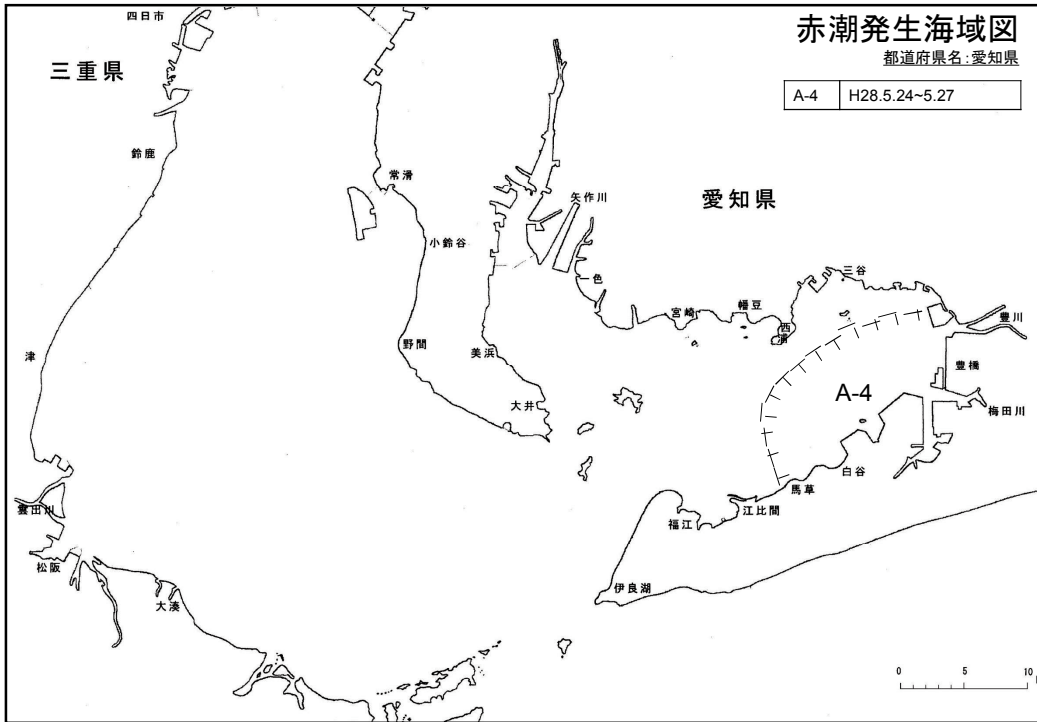 赤潮発生海域図
都道府県名：愛知県
A-4 H28.5.24~5.27
四日市
三重県
鈴鹿
常滑
矢作川
愛知県
小鈴谷
一色
三谷
宮崎
幡豆
西浦
豊川
野間
美浜
津
豊橋
A-4
大井
梅田川
白谷
馬草
雲出川
江比間
福江
松阪
伊良湖
大湊
0 5 10